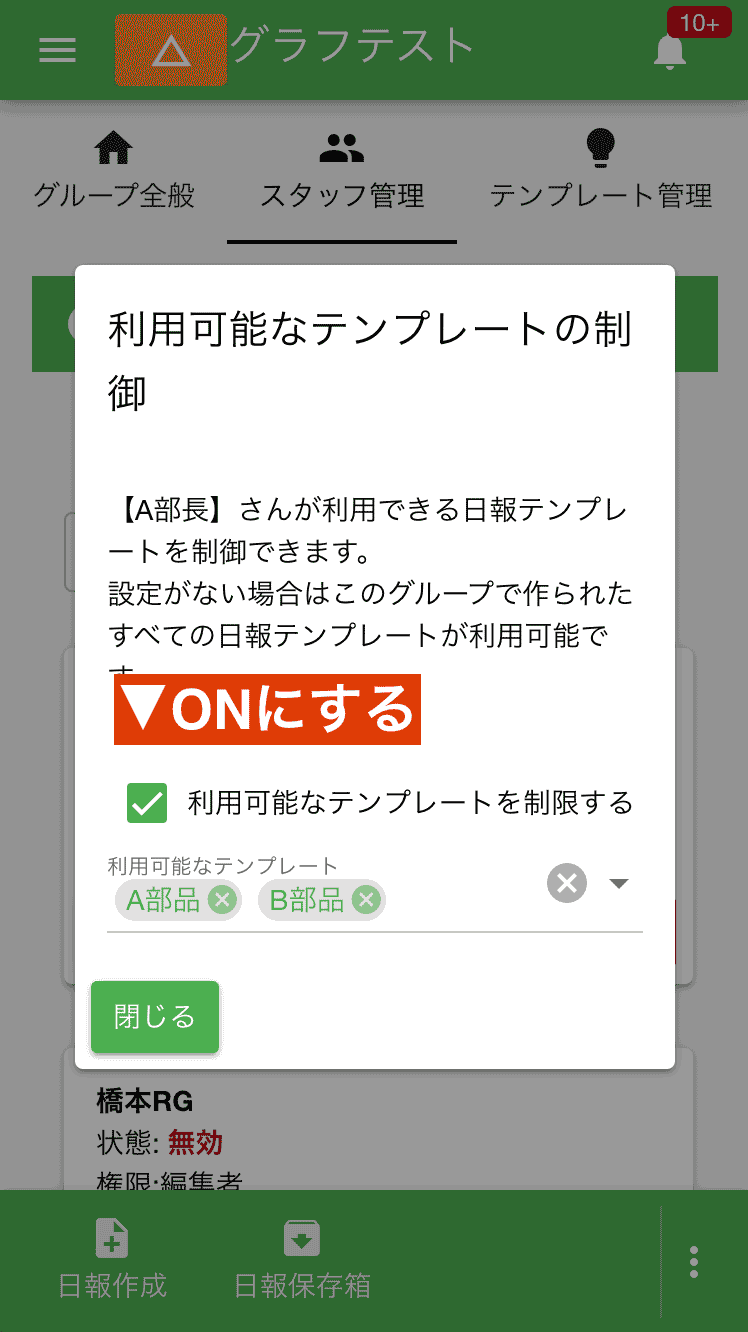 10+
グラフテスト
グループ全般
スタッフ管理
テンプレート管理
利用可能なテンプレートの制
御
【A部長】さんが利用できる日報テンプレ
ートを制御できます。
設定がない場合はこのグループで作られた
すべての日報テンプレートが利用可能で
▼ONにする
利用可能なテンプレートを制限する
利用可能なテンプレート
A部品
B部品
閉じる
橋本RG
状態: 無効
権限:編集者
日報作成
日報保存箱